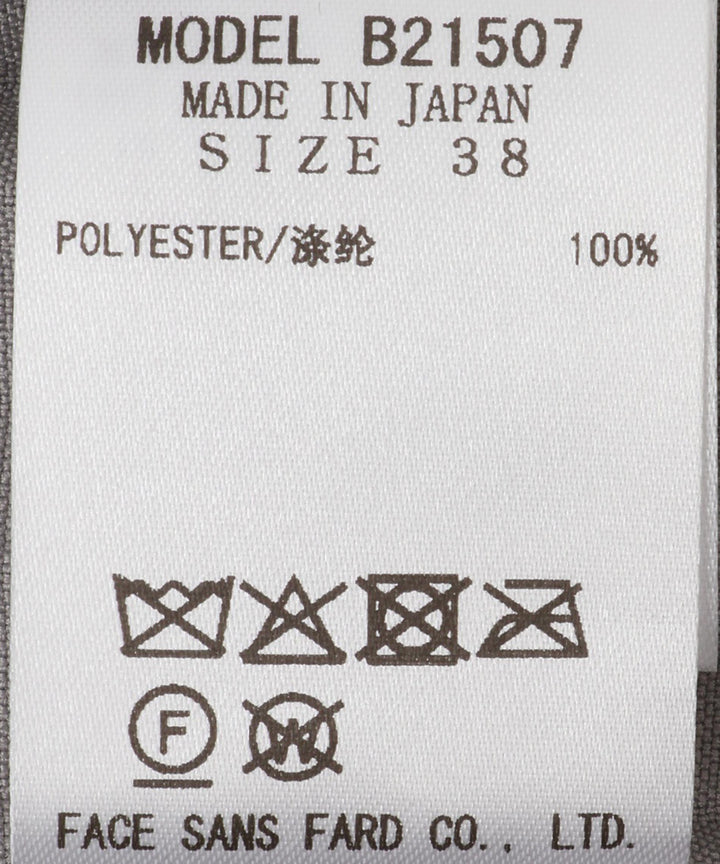 MODEL B21507
MADE IN JAPAN
SIZE 38
POLYESTER/涤纶 100%
F W
FACE SANS FARD CO., LTD.